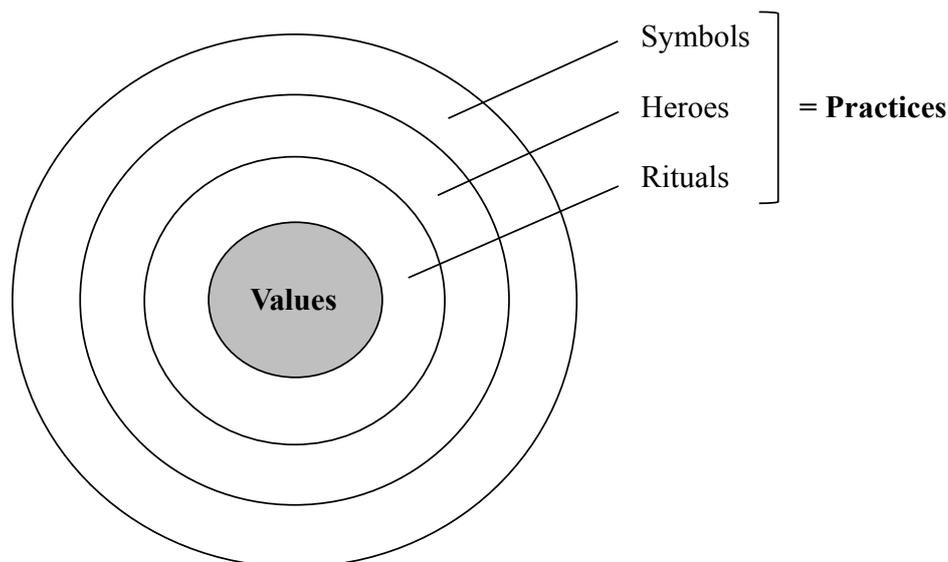 Symbols
Heroes
= Practices
Rituals
Values